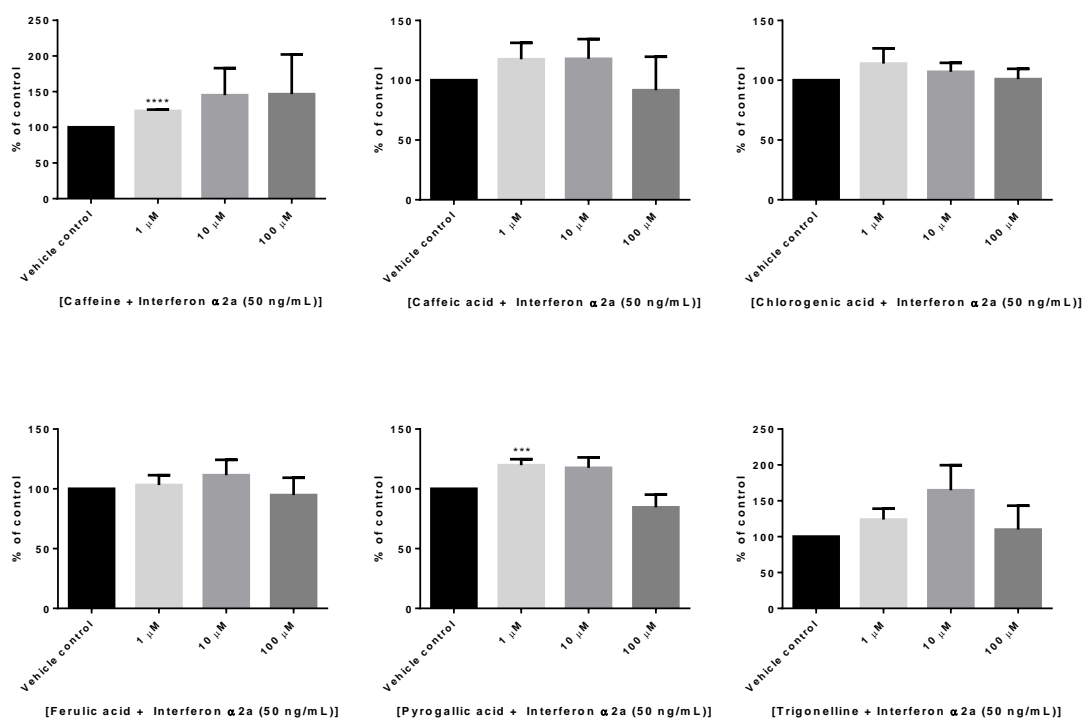 250
200
150
100
50
0
% of control
****
Vehicle control
1 μM
10 μM
100 μM
[Caffeine + Interferon α2a (50 ng/mL)]
150
100
50
0
% of control
Vehicle control
1 μM
10 μM
100 μM
[Caffeic acid + Interferon α2a (50 ng/mL)]
150
100
50
0
% of control
Vehicle control
1 μM
10 μM
100 μM
[Chlorogenic acid + Interferon α2a (50 ng/mL)]
150
100
50
0
% of control
Vehicle control
1 μM
10 μM
100 μM
[Ferulic acid + Interferon α2a (50 ng/mL)]
150
100
50
0
% of control
***
Vehicle control
1 μM
10 μM
100 μM
[Pyrogallic acid + Interferon α2a (50 ng/mL)]
250
200
150
100
50
0
% of control
Vehicle control
1 μM
10 μM
100 μM
[Trigonelline + Interferon α2a (50 ng/mL)]